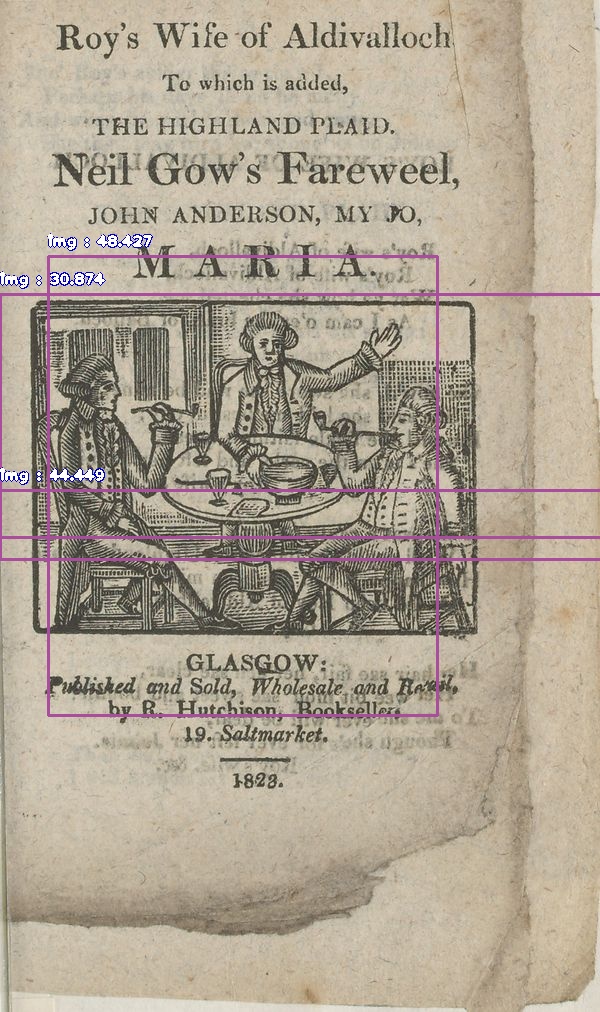 Roy's Wife of Aldivalloch
To which is added,
THE HIGHLAND PLAID.
Neil Gow's Fareweel,
JOHN ANDERSON, MY JO,
img : 48.427
MARIA.
img : 30.874
img : 44.449
GLASGOW:
Published and Sold, Wholesale and Retail,
by R. Hutchison, Bookseller,
19. Saltmarket.
1823.